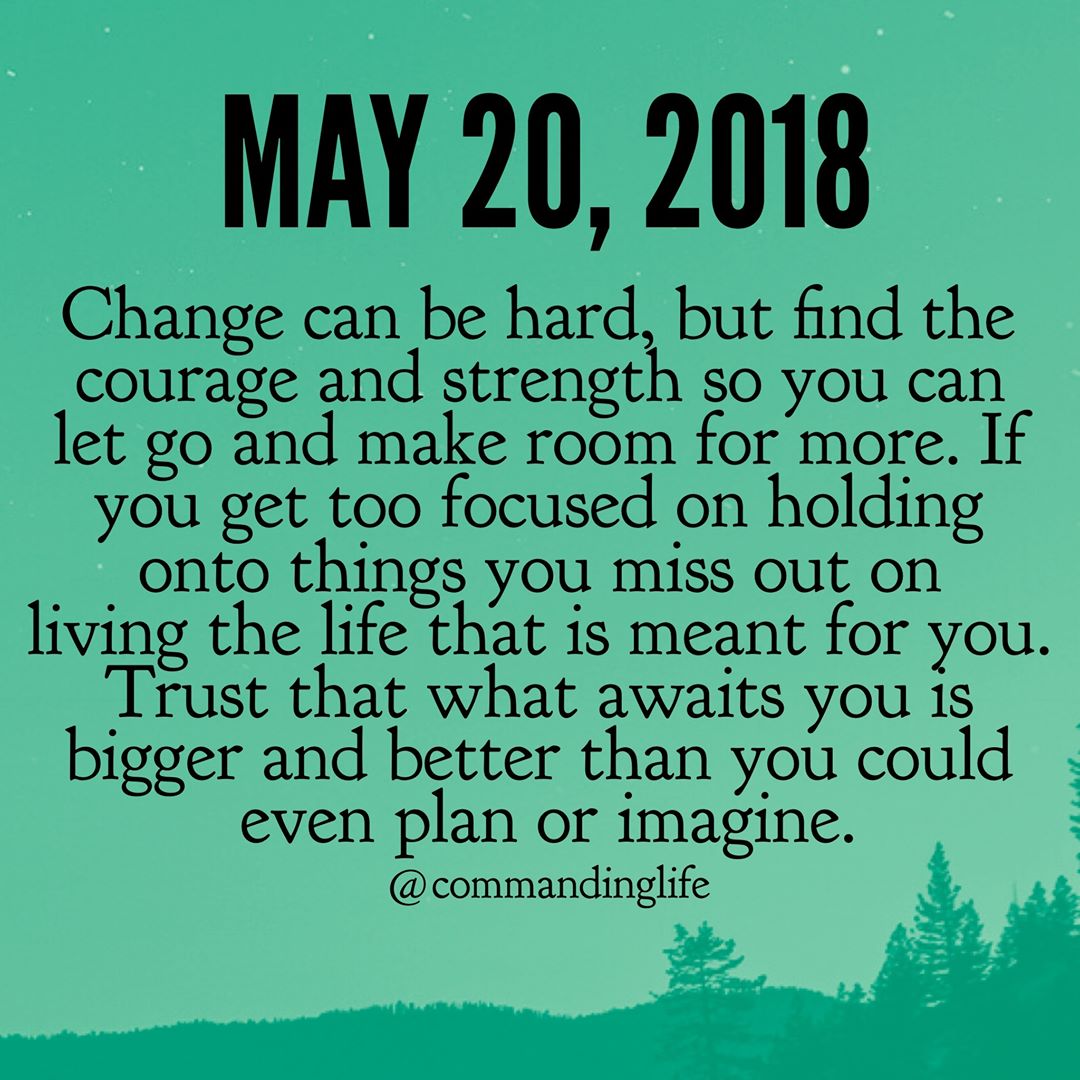 MAY 20, 2018
Change can be hard, but find the
courage and strength so you can
let go and make room for more. If
you get too focused on holding
onto things you miss out on
living the life that is meant for you.
Trust that what awaits you is
bigger and better than you could
even plan or imagine.
@commandinglife